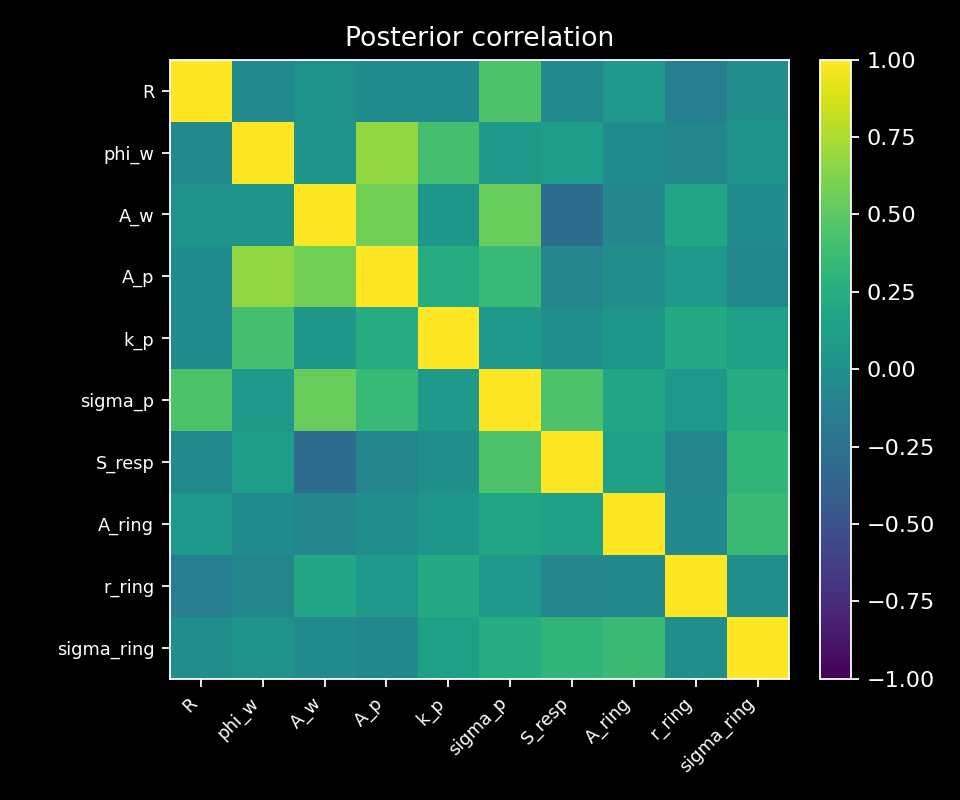 Posterior correlation
R
phi_w
A_w
A_p
k_p
sigma_p
S_resp
A_ring
r_ring
sigma_ring
R
phi_w
A_w
A_p
k_p
sigma_p
S_resp
A_ring
r_ring
sigma_ring
1.00
0.75
0.50
0.25
0.00
−0.25
−0.50
−0.75
−1.00